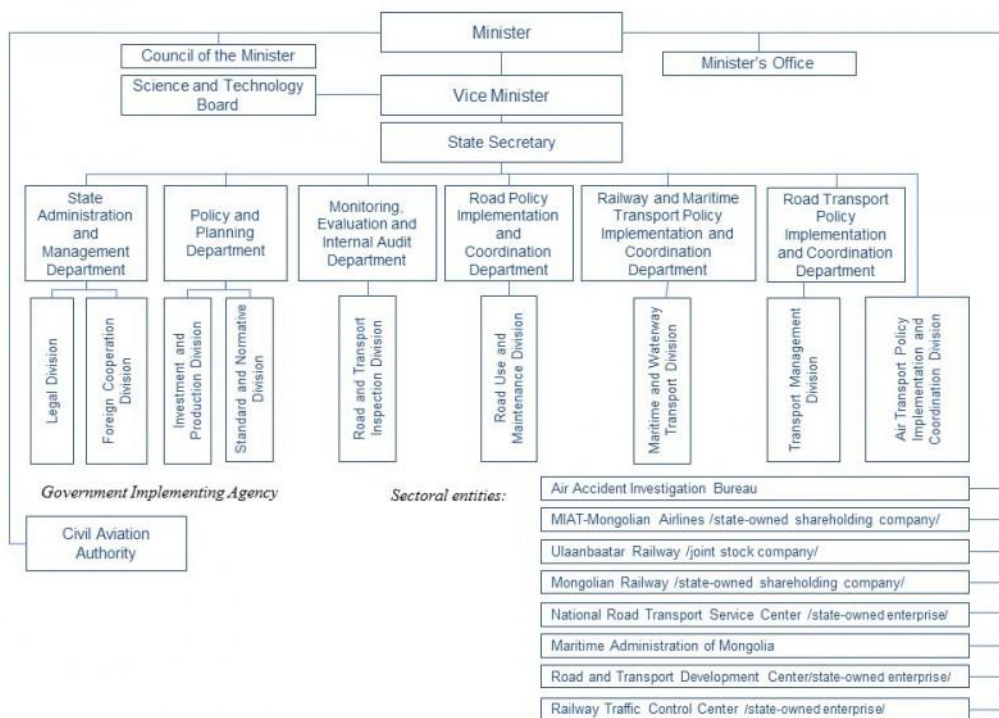 Minister
Council of the Minister
Minister's Office
Science and Technology
Board
Vice Minister
State Secretary
State
Administration
and
Management
Department
Policy and
Planning
Department
Monitoring,
Evaluation and
Internal Audit
Department
Road Policy
Implementation
and
Coordination
Department
Railway and Maritime
Transport Policy
Implementation and
Coordination
Department
Road Transport
Policy
Implementation
and Coordination
Department
Legal Division
Foreign Cooperation
Division
Investment and
Production Division
Standard and Normative
Division
Road and Transport
Inspection Division
Road Use and
Maintenance Division
Maritime and Waterway
Transport Division
Transport Management
Division
Air Transport Policy
Implementation and
Coordination Division
Government Implementing Agency
Civil Aviation
Authority
Sectoral entities:
Air Accident Investigation Bureau
MIAT-Mongolian Airlines /state-owned shareholding company/
Ulaanbaatar Railway /joint stock company/
Mongolian Railway /state-owned shareholding company/
National Road Transport Service Center /state-owned enterprise/
Maritime Administration of Mongolia
Road and Transport Development Center/state-owned enterprise/
Railway Traffic Control Center /state-owned enterprise/